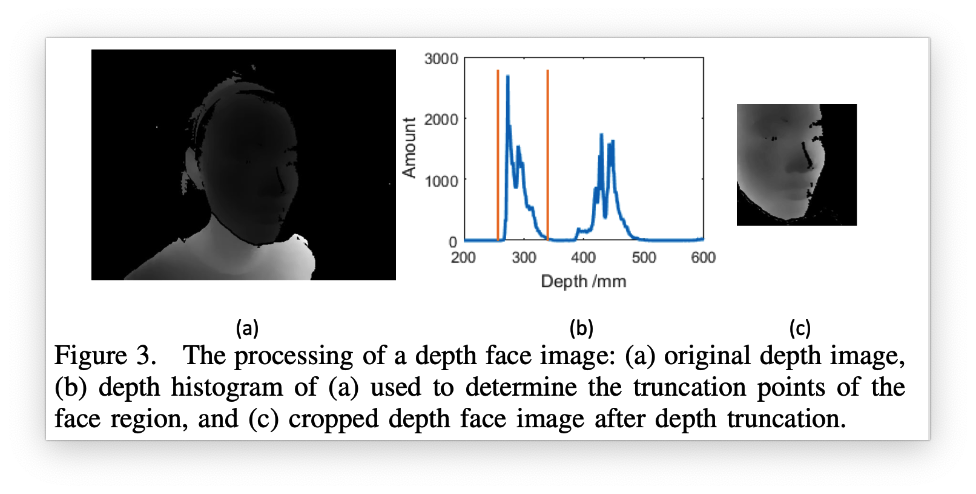 3000
2000
1000
0
Amount
200 300 400 500 600
Depth /mm
(a) (b) (c)
Figure 3. The processing of a depth face image: (a) original depth image,
(b) depth histogram of (a) used to determine the truncation points of the
face region, and (c) cropped depth face image after depth truncation.